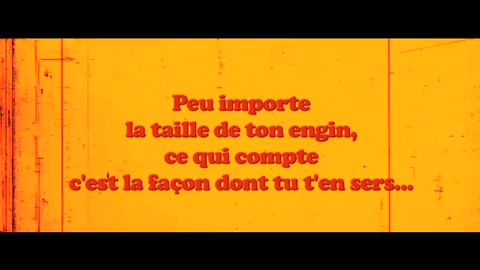 Peu importe
la taille de ton engin,
ce qui compte
c'est la façon dont tu t'en sers...